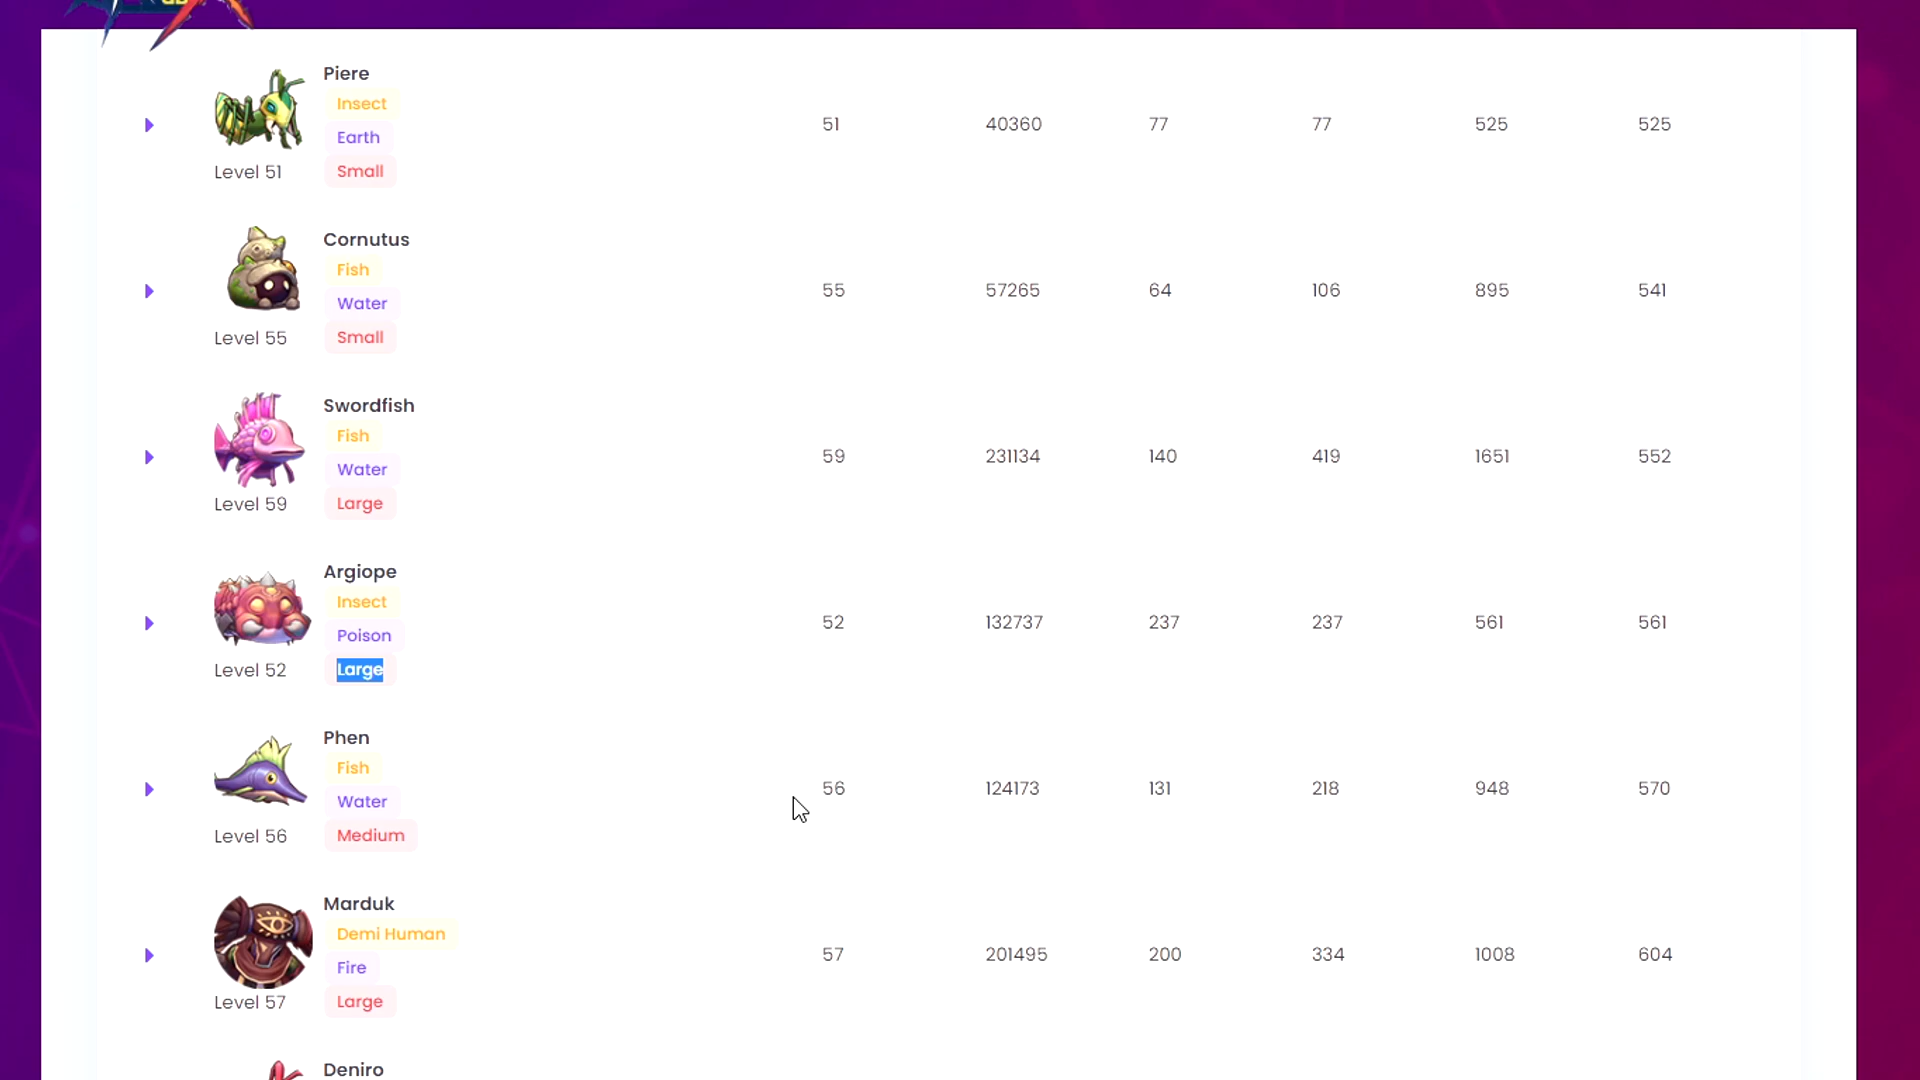 Piere
Insect
Earth
Small
Level 51
51 40360 77 77 525 525
Cornutus
Fish
Water
Small
Level 55
55 57265 64 106 895 541
Swordfish
Fish
Water
Large
Level 59
59 231134 140 419 1651 552
Argiope
Insect
Poison
Large
Level 52
52 132737 237 237 561 561
Phen
Fish
Water
Medium
Level 56
56 124173 131 218 948 570
Marduk
Demi Human
Fire
Large
Level 57
57 201495 200 334 1008 604
Deniro